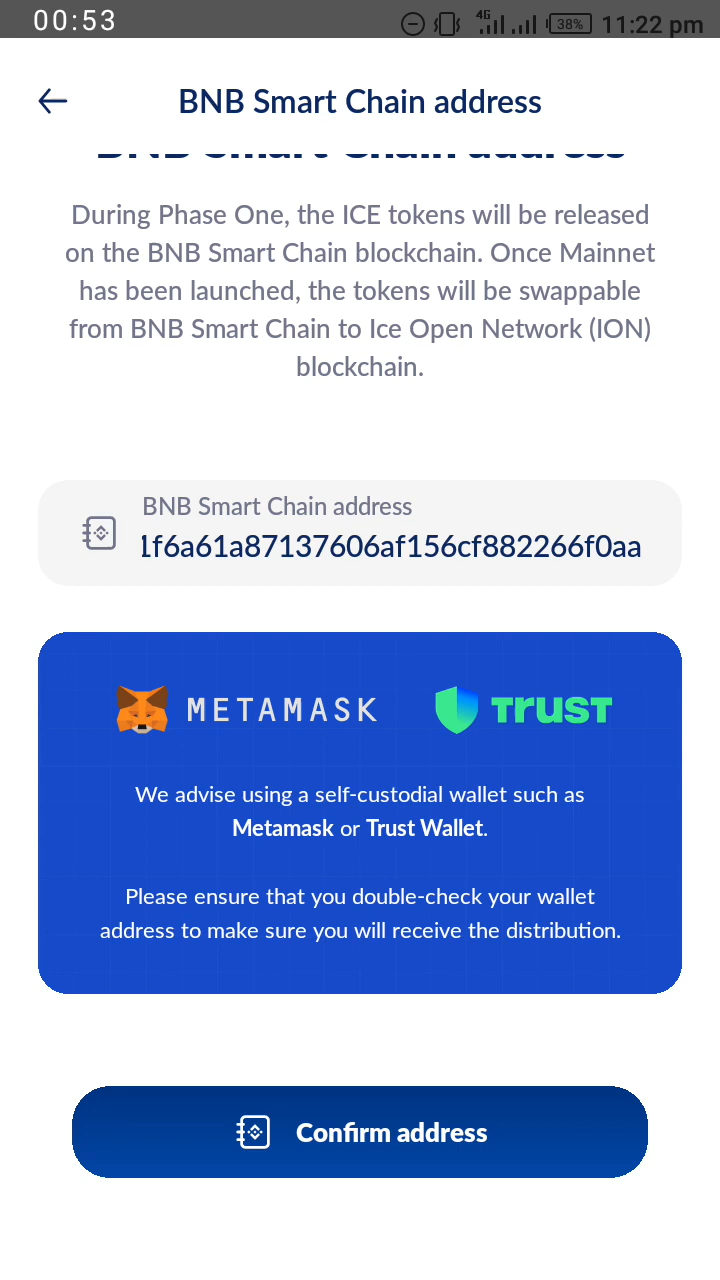 00:53
4G
38%
11:22 pm
BNB Smart Chain address
BNB Smart Chain address
During Phase One, the ICE tokens will be released
on the BNB Smart Chain blockchain. Once Mainnet
has been launched, the tokens will be swappable
from BNB Smart Chain to Ice Open Network (ION)
blockchain.
BNB Smart Chain address
1f6a61a87137606af156cf882266f0aa
METAMASK
TRUST
We advise using a self-custodial wallet such as
Metamask or Trust Wallet.
Please ensure that you double-check your wallet
address to make sure you will receive the distribution.
Confirm address